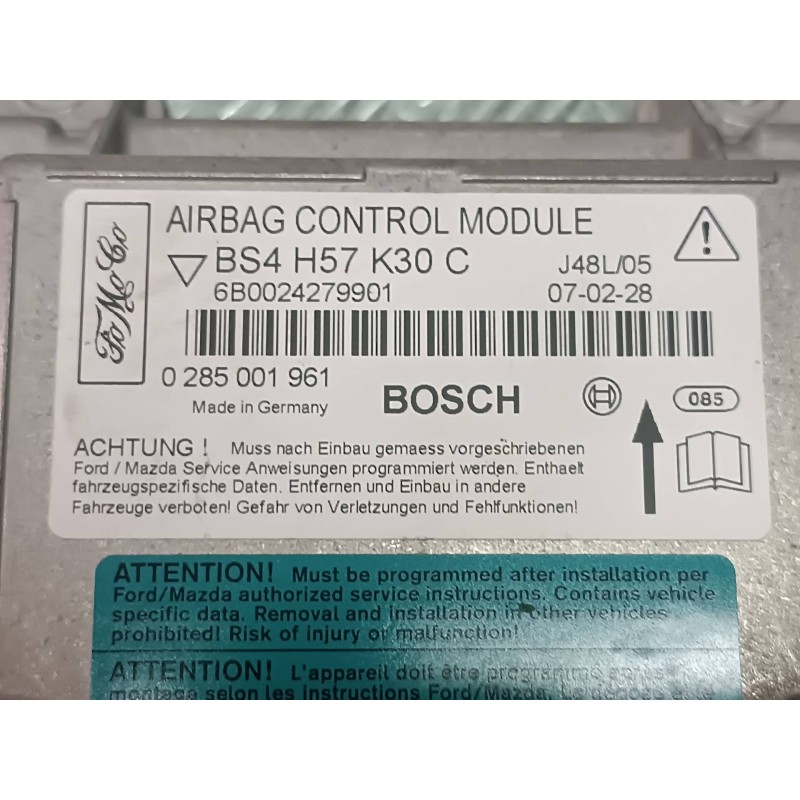 FoMoCo
AIRBAG CONTROL MODULE
BS4 H57 K30 C
J48L/05
6B0024279901
07-02-28
0 285 001 961
Made in Germany
BOSCH
085
ACHTUNG ! Muss nach Einbau gemaess vorgeschriebenen
Ford / Mazda Service Anweisungen programmiert werden. Enthaelt
fahrzeugspezifische Daten. Entfernen und Einbau in andere
Fahrzeuge verboten! Gefahr von Verletzungen und Fehlfunktionen!
ATTENTION! Must be programmed after installation per
Ford/Mazda authorized service instructions. Contains vehicle
specific data. Removal and installation in other vehicles
prohibited! Risk of injury or malfunction!
ATTENTION! L'appareil doit être programmé après
montage selon les instructions Ford/Mazda.